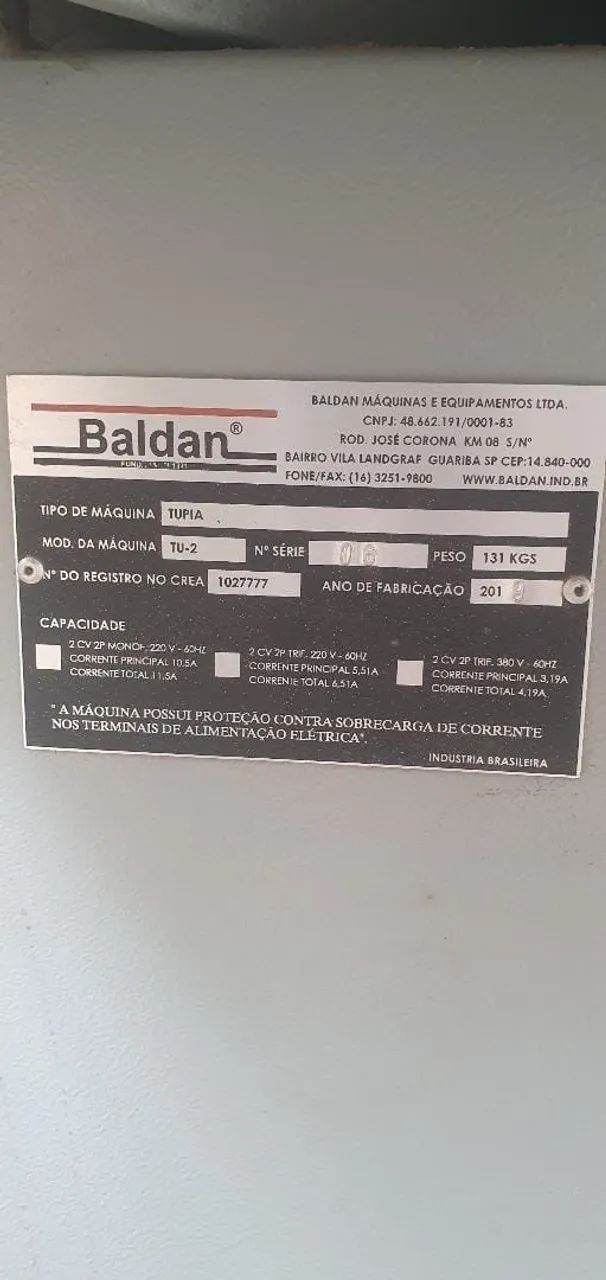 Baldan®
BALDAN MÁQUINAS E EQUIPAMENTOS LTDA.
CNPJ: 48.662.191/0001-83
ROD. JOSÉ CORONA KM 08 S/Nº
BAIRRO VILA LANDGRAF GUARIBA SP CEP:14.840-000
FONE/FAX: (16) 3251-9800 WWW.BALDAN.IND.BR
TIPO DE MÁQUINA TUPIA
MOD. DA MÁQUINA TU-2 Nº SÉRIE 06 PESO 131 KGS
Nº DO REGISTRO NO CREA 1027777 ANO DE FABRICAÇÃO 2019
CAPACIDADE
2 CV 2P MONOF. 220 V - 60HZ
CORRENTE PRINCIPAL 10,5A
CORRENTE TOTAL 11,5A
2 CV 2P TRIF. 220 V - 60HZ
CORRENTE PRINCIPAL 5,51A
CORRENTE TOTAL 6,51A
2 CV 2P TRIF. 380 V - 60HZ
CORRENTE PRINCIPAL 3,19A
CORRENTE TOTAL 4,19A
" A MÁQUINA POSSUI PROTEÇÃO CONTRA SOBRECARGA DE CORRENTE
NOS TERMINAIS DE ALIMENTAÇÃO ELÉTRICA".
INDUSTRIA BRASILEIRA